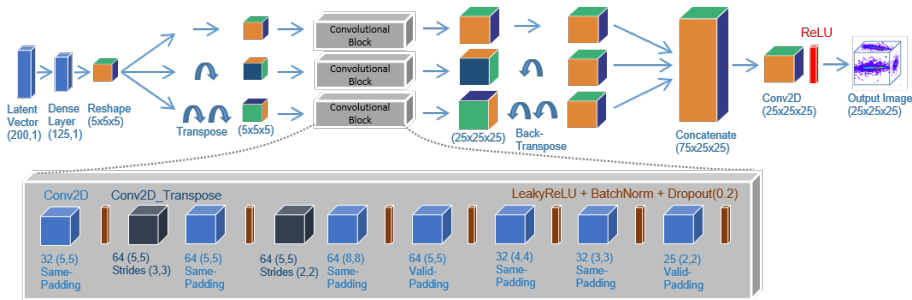 Latent
Vector
(200,1)
Dense
Layer
(125,1)
Reshape
(5x5x5)
Transpose
(5x5x5)
Convolutional
Block
Convolutional
Block
Convolutional
Block
(25x25x25)
Back-
Transpose
Concatenate
(75x25x25)
ReLU
Conv2D
(25x25x25)
Output Image
(25x25x25)
Conv2D
Conv2D_Transpose
LeakyReLU + BatchNorm + Dropout(0.2)
32 (5,5)
Same-
Padding
64 (5,5)
Strides (3,3)
64 (5,5)
Same-
Padding
64 (5,5)
Strides (2,2)
64 (8,8)
Same-
Padding
64 (5,5)
Valid-
Padding
32 (4,4)
Same-
Padding
32 (3,3)
Same-
Padding
25 (2,2)
Valid-
Padding